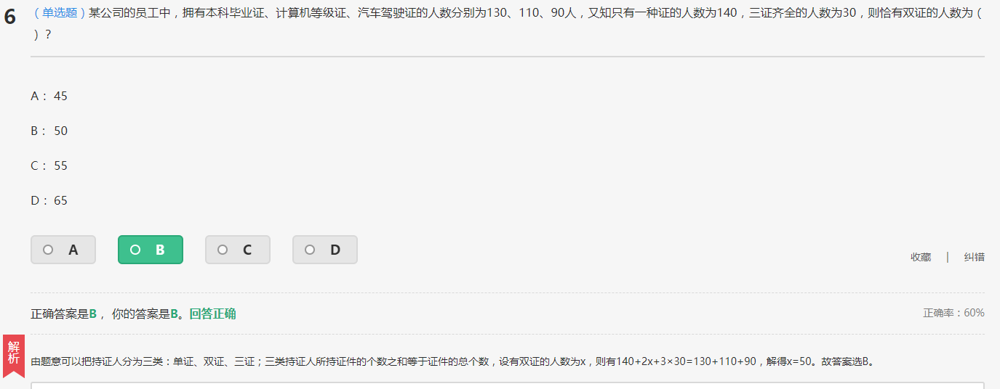 6
（单选题）某公司的员工中，拥有本科毕业证、计算机等级证、汽车驾驶证的人数分别为130、110、90人，又知只有一种证的人数为140，三证齐全的人数为30，则恰有双证的人数为（
）？
A： 45
B： 50
C： 55
D： 65
A B C D
收藏 | 纠错
正确答案是B， 你的答案是B。回答正确
正确率：60%
解析
由题意可以把持证人分为三类：单证、双证、三证；三类持证人所持证件的个数之和等于证件的总个数，设有双证的人数为x，则有140+2x+3×30=130+110+90，解得x=50。故答案选B。